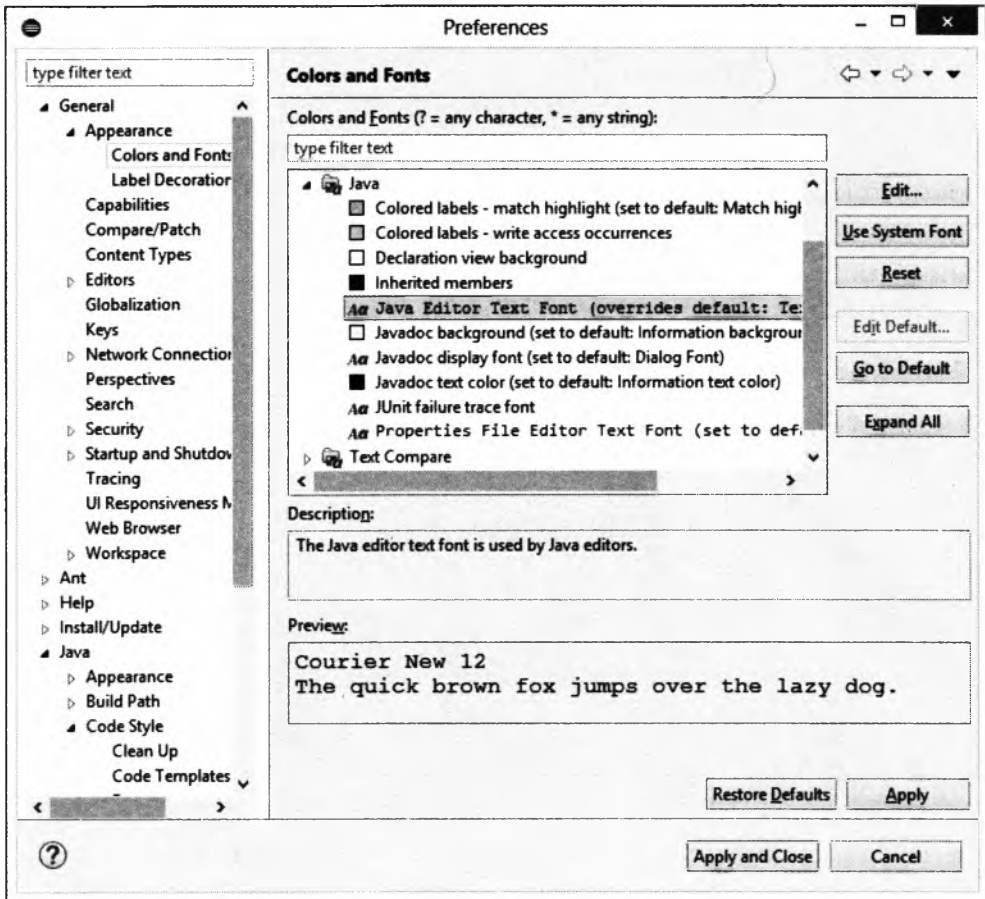 Preferences
type filter text
General
Appearance
Colors and Fonts
Label Decoration
Capabilities
Compare/Patch
Content Types
Editors
Globalization
Keys
Network Connection
Perspectives
Search
Security
Startup and Shutdov
Tracing
UI Responsiveness M
Web Browser
Workspace
Ant
Help
Install/Update
Java
Appearance
Build Path
Code Style
Clean Up
Code Templates
Colors and Fonts
Colors and Fonts (? = any character, * = any string):
type filter text
Java
Colored labels - match highlight (set to default: Match high
Colored labels - write access occurrences
Declaration view background
Inherited members
Aa Java Editor Text Font (overrides default: Te
Javadoc background (set to default: Information backgroun
Aa Javadoc display font (set to default: Dialog Font)
Javadoc text color (set to default: Information text color)
Aa JUnit failure trace font
Aa Properties File Editor Text Font (set to def
Text Compare
Edit...
Use System Font
Reset
Edit Default...
Go to Default
Expand All
Description:
The Java editor text font is used by Java editors.
Preview:
Courier New 12
The quick brown fox jumps over the lazy dog.
Restore Defaults
Apply
Apply and Close
Cancel